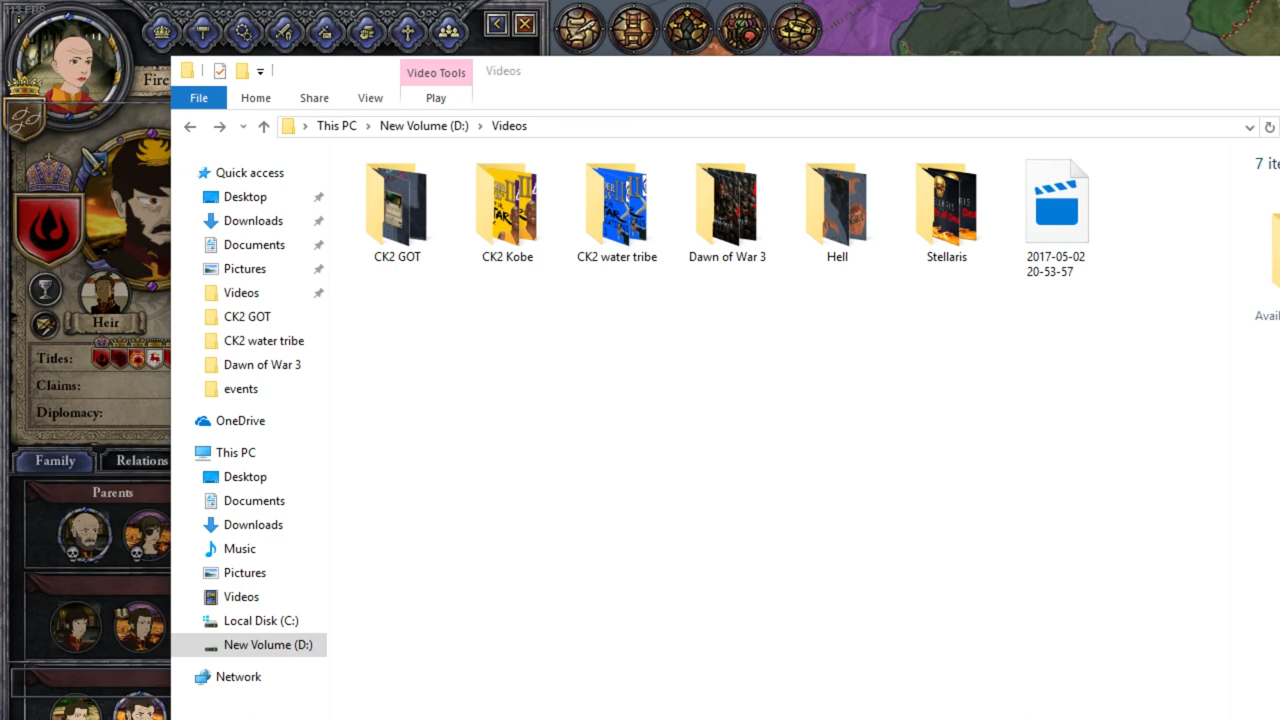 113 FPS
Fire
Heir
Titles:
Claims:
Diplomacy:
Family
Relations
Parents
Video Tools
Videos
File
Home
Share
View
Play
This PC
New Volume (D:)
Videos
7 ite
Quick access
Desktop
Downloads
Documents
Pictures
Videos
CK2 GOT
CK2 water tribe
Dawn of War 3
events
OneDrive
This PC
Desktop
Documents
Downloads
Music
Pictures
Videos
Local Disk (C:)
New Volume (D:)
Network
CK2 GOT
CK2 Kobe
CK2 water tribe
Dawn of War 3
Hell
Stellaris
2017-05-02
20-53-57
Avail